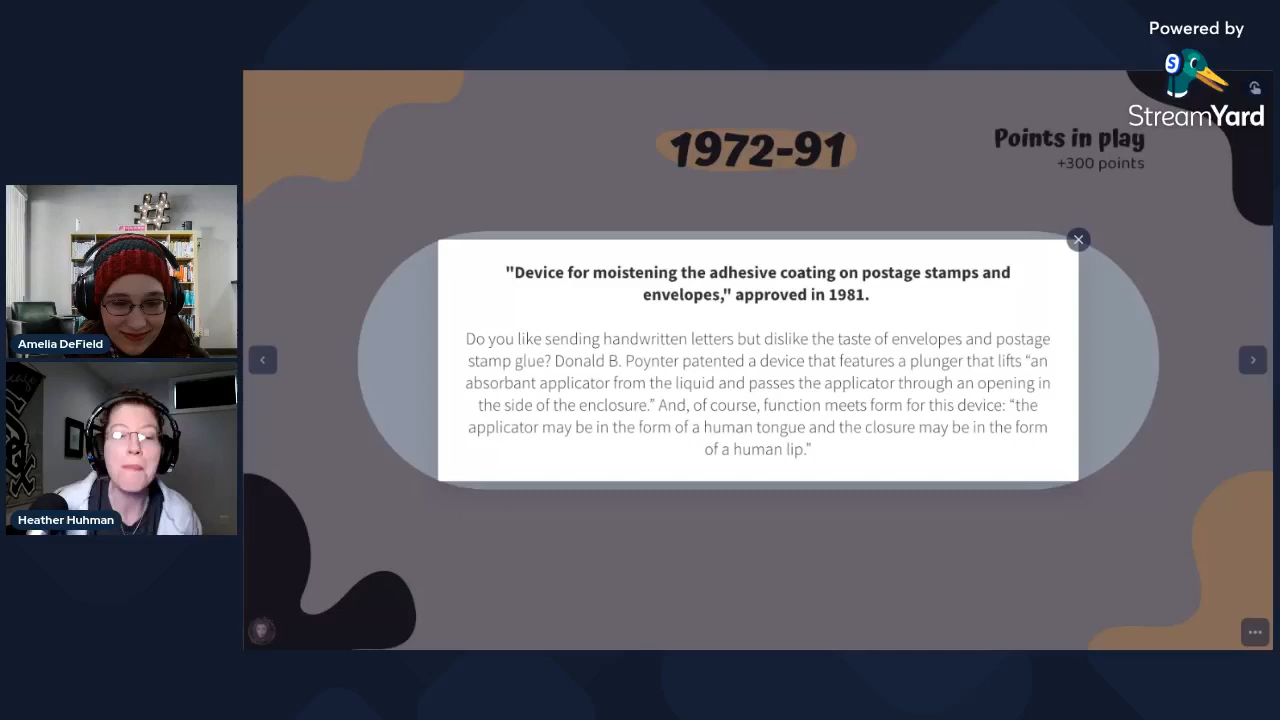 Powered by
StreamYard
1972-91
Points in play
+300 points
"Device for moistening the adhesive coating on postage stamps and
envelopes," approved in 1981.
Do you like sending handwritten letters but dislike the taste of envelopes and postage
stamp glue? Donald B. Poynter patented a device that features a plunger that lifts “an
absorbant applicator from the liquid and passes the applicator through an opening in
the side of the enclosure.” And, of course, function meets form for this device: “the
applicator may be in the form of a human tongue and the closure may be in the form
of a human lip.”
Amelia DeField
Heather Huhman